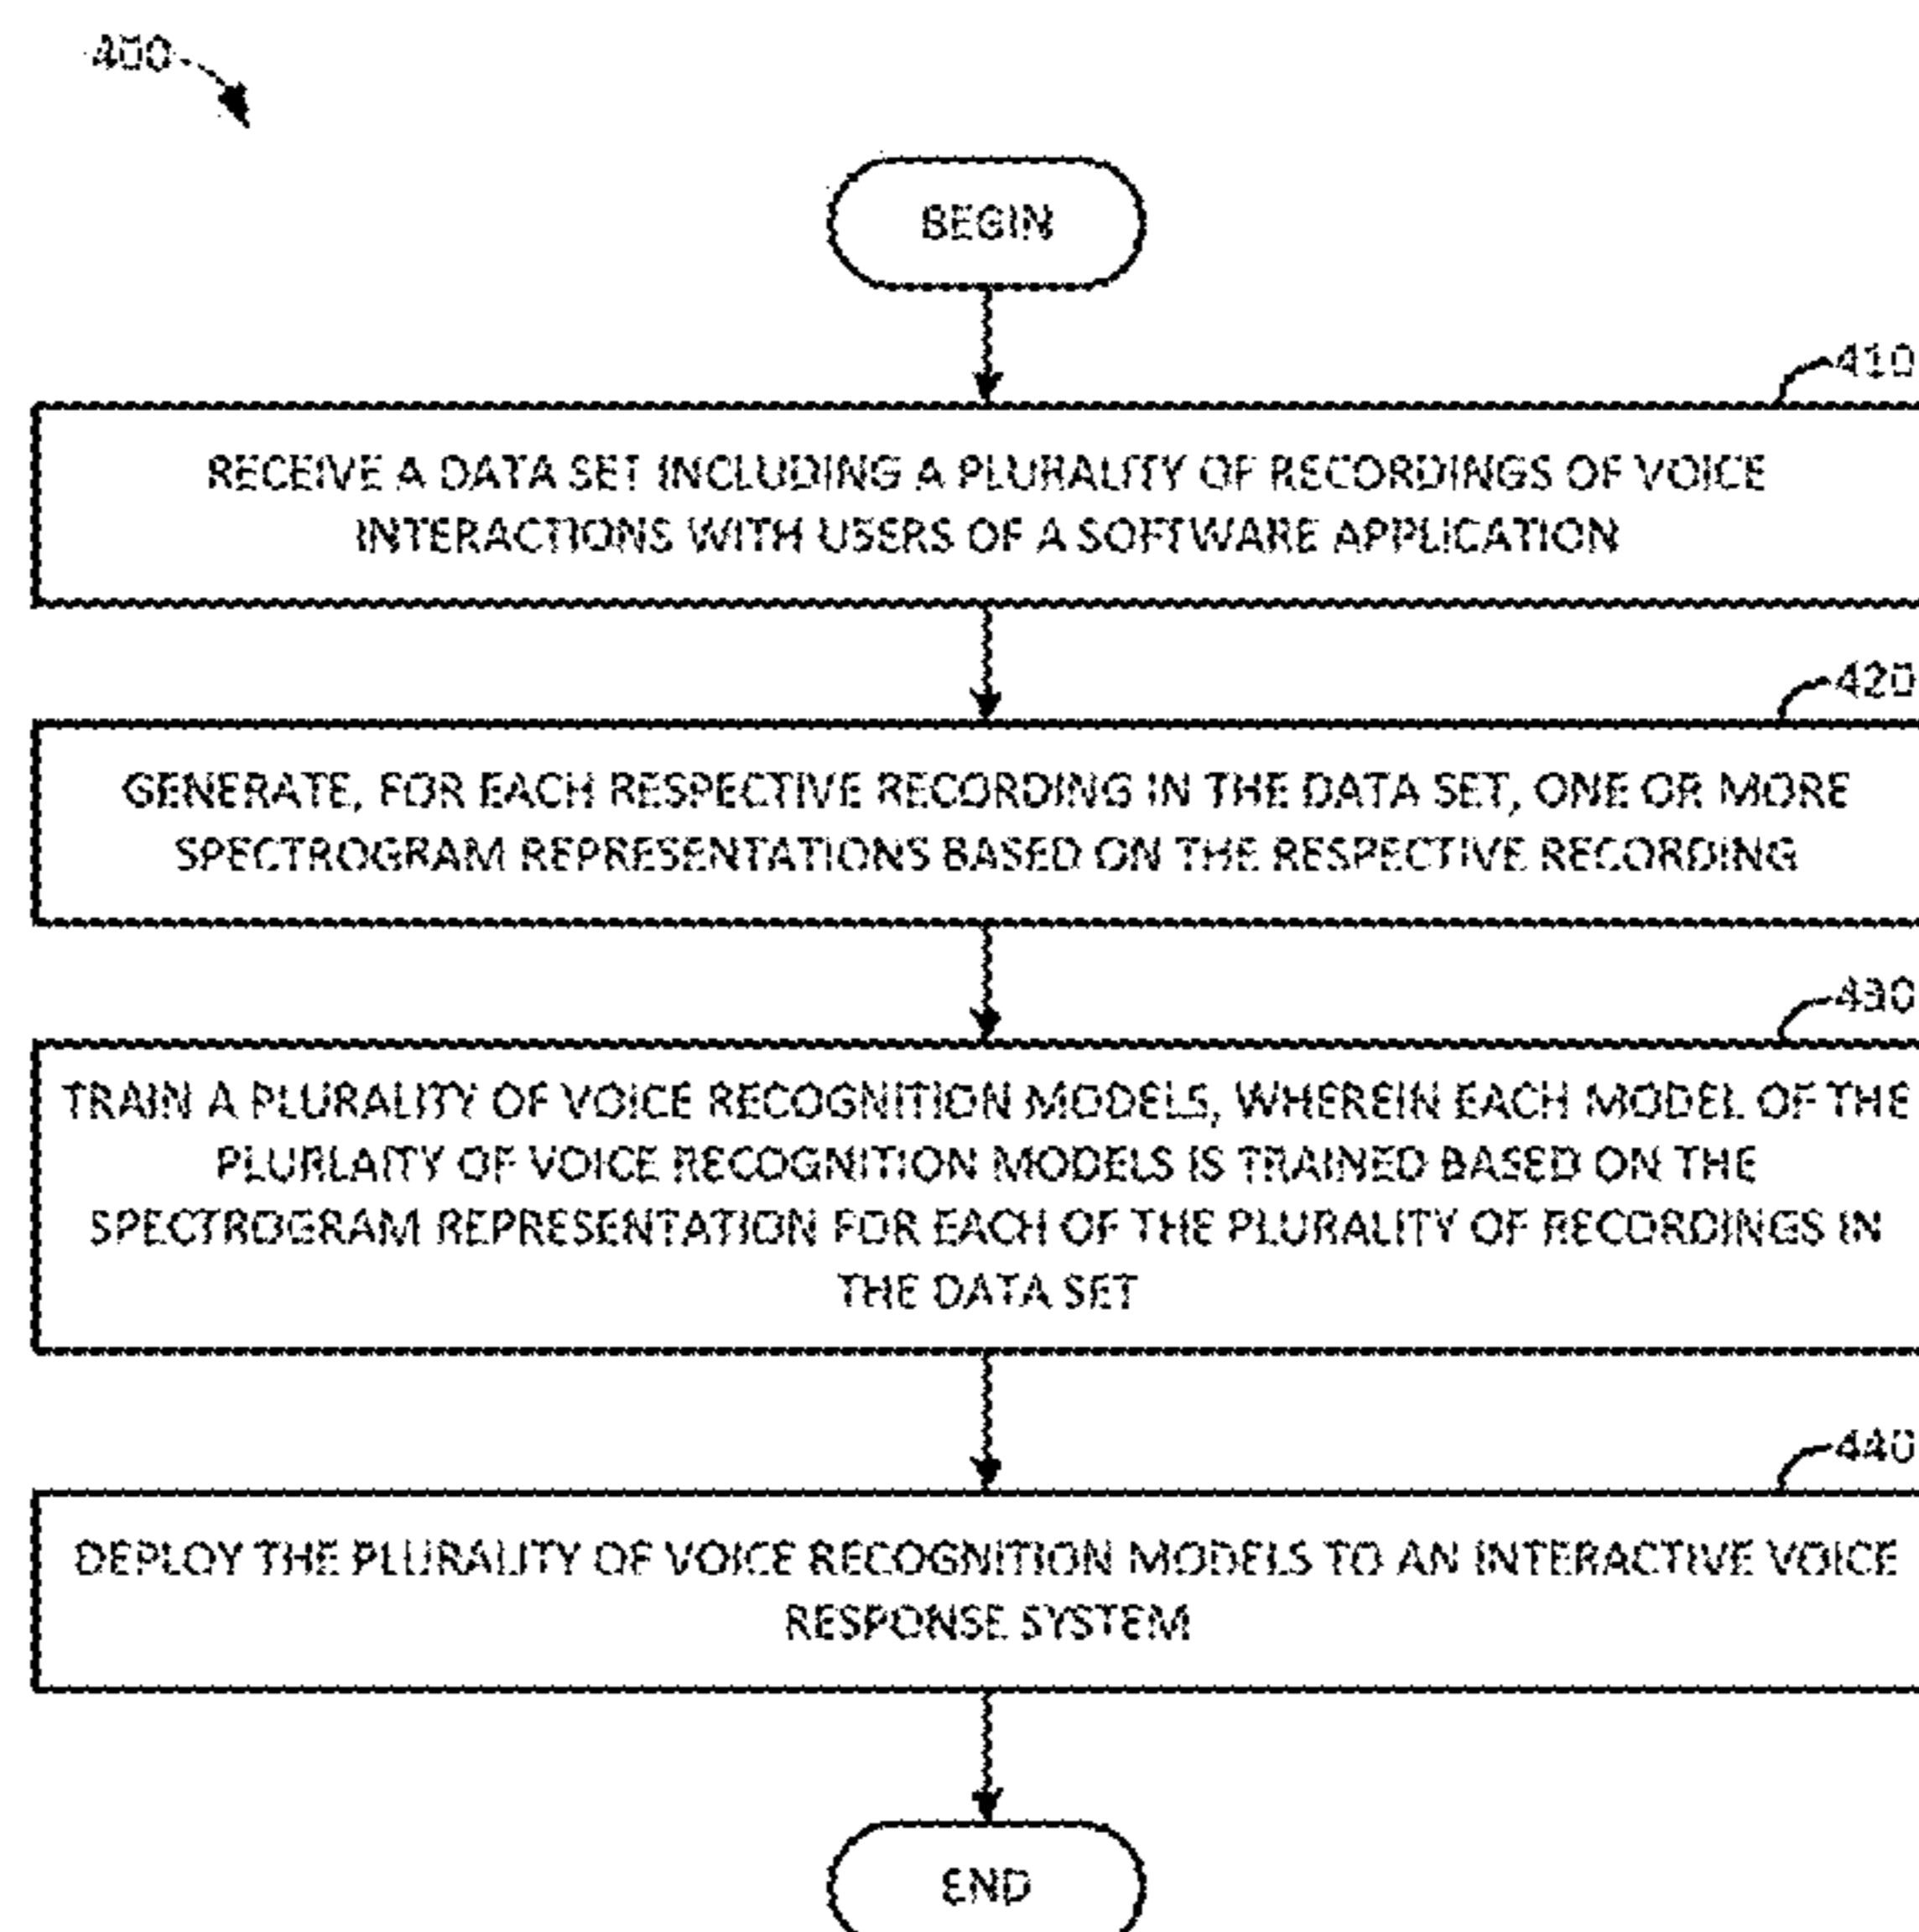 400
BEGIN
410
RECEIVE A DATA SET INCLUDING A PLURALITY OF RECORDINGS OF VOICE
INTERACTIONS WITH USERS OF A SOFTWARE APPLICATION
420
GENERATE, FOR EACH RESPECTIVE RECORDING IN THE DATA SET, ONE OR MORE
SPECTROGRAM REPRESENTATIONS BASED ON THE RESPECTIVE RECORDING
430
TRAIN A PLURALITY OF VOICE RECOGNITION MODELS, WHEREIN EACH MODEL OF THE
PLURLAITY OF VOICE RECOGNITION MODELS IS TRAINED BASED ON THE
SPECTROGRAM REPRESENTATION FOR EACH OF THE PLURALITY OF RECORDINGS IN
THE DATA SET
440
DEPLOY THE PLURALITY OF VOICE RECOGNITION MODELS TO AN INTERACTIVE VOICE
RESPONSE SYSTEM
END